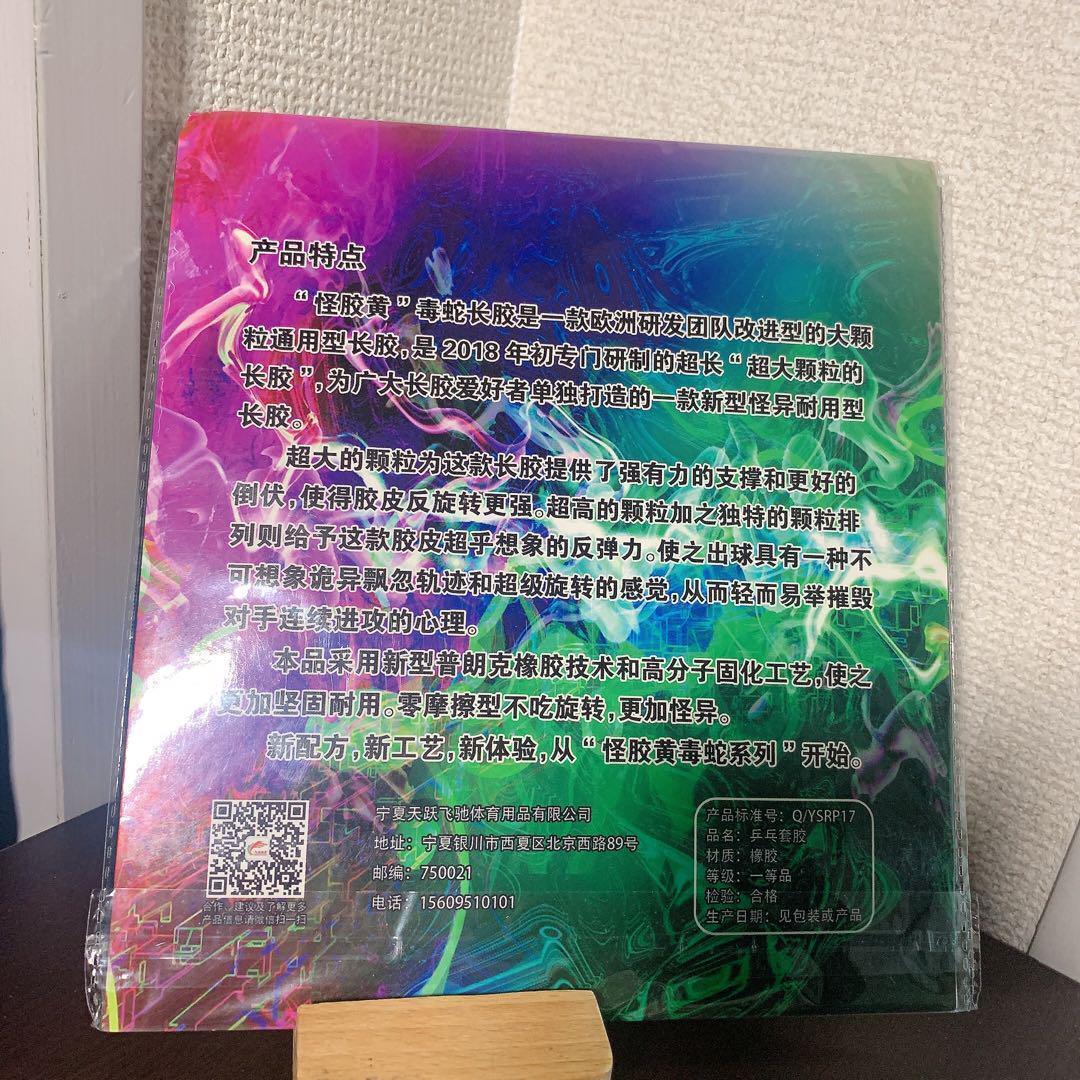 产品特点
“怪胶黄”毒蛇长胶是一款欧洲研发团队改进型的大颗
粒通用型长胶，是2018年初专门研制的超长“超大颗粒的
长胶”，为广大长胶爱好者单独打造的一款新型怪异耐用型
长胶。
超大的颗粒为这款长胶提供了强有力的支撑和更好的
倒伏，使得胶皮反旋转更强。超高的颗粒加之独特的颗粒排
列则给予这款胶皮超乎想象的反弹力。使之出球具有一种不
可想象诡异飘忽轨迹和超级旋转的感觉，从而轻而易举摧毁
对手连续进攻的心理。
本品采用新型普朗克橡胶技术和高分子固化工艺，使之
更加坚固耐用。零摩擦型不吃旋转，更加怪异。
新配方，新工艺，新体验，从“怪胶黄毒蛇系列”开始。
合作、建议及了解更多
产品信息请微信扫一扫
宁夏天跃飞驰体育用品有限公司
地址：宁夏银川市西夏区北京西路89号
邮编：750021
电话：15609510101
产品标准号：Q/YSRP17
品名：乒乓套胶
材质：橡胶
等级：一等品
检验：合格
生产日期：见包装或产品